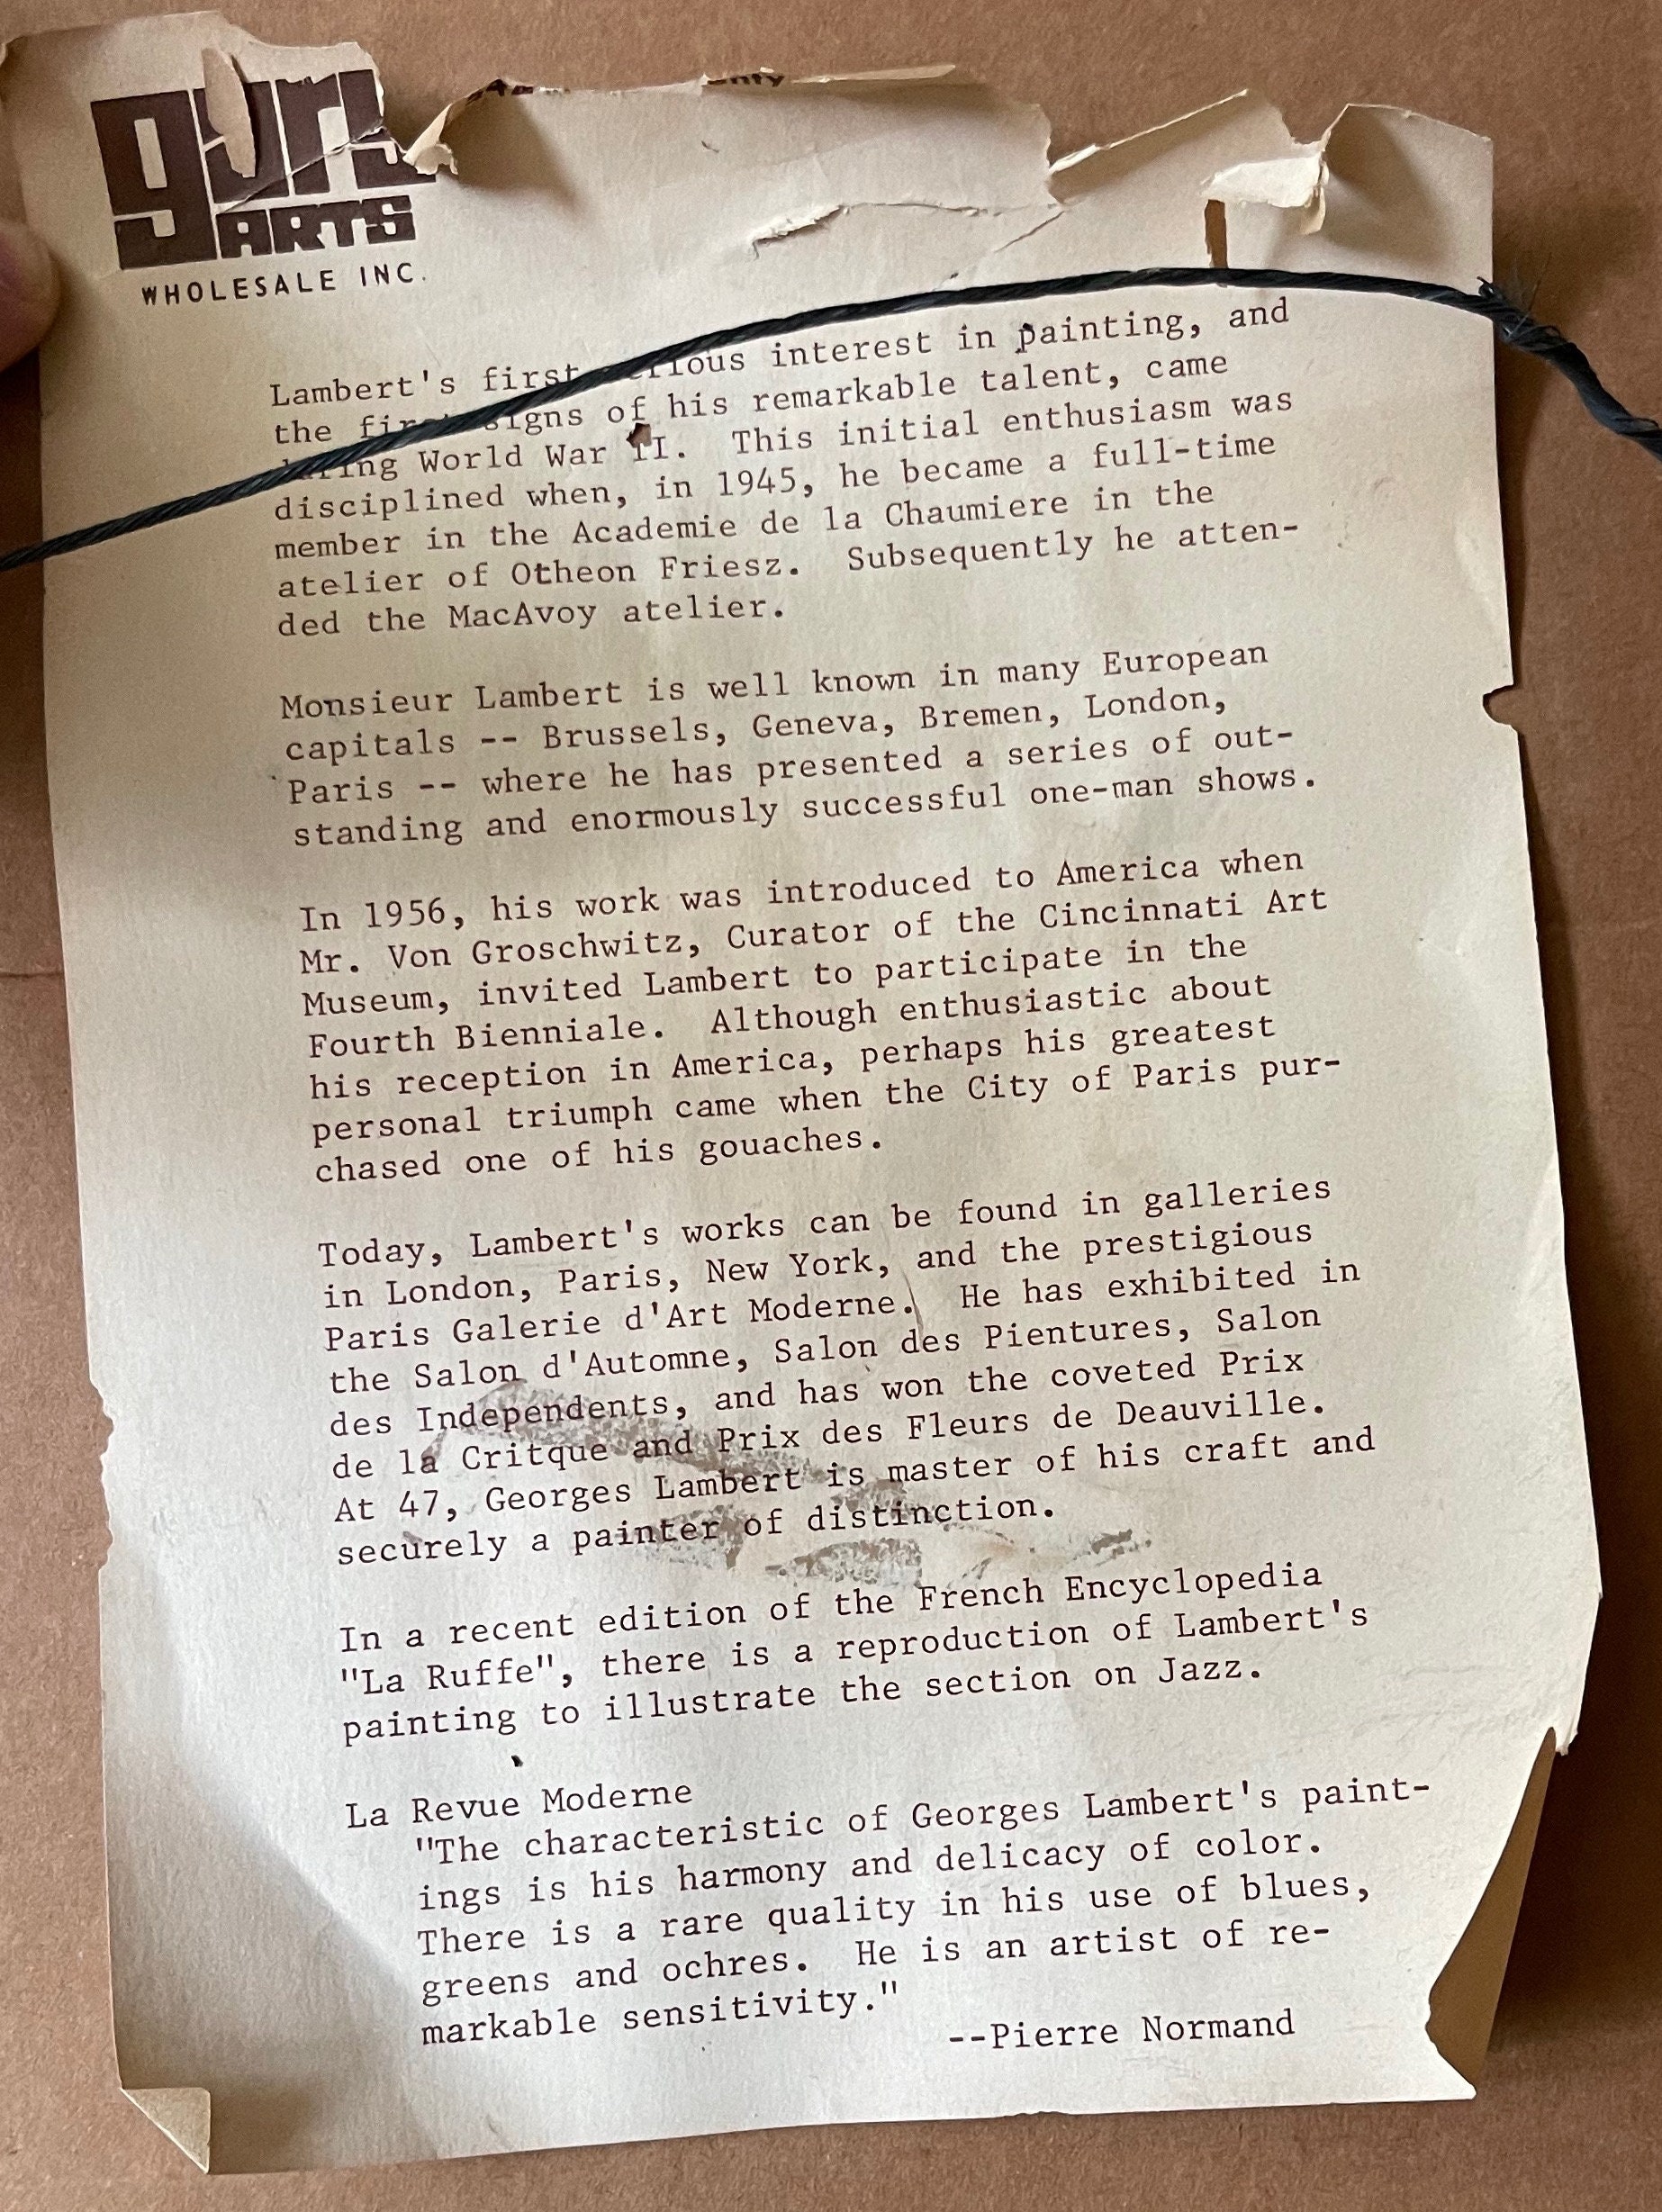 ARTS
WHOLESALE INC.
Lambert's first serious interest in painting, and
the first signs of his remarkable talent, came
during World War II. This initial enthusiasm was
disciplined when, in 1945, he became a full-time
member in the Academie de la Chaumiere in the
atelier of Otheon Friesz. Subsequently he atten-
ded the MacAvoy atelier.
Monsieur Lambert is well known in many European
capitals -- Brussels, Geneva, Bremen, London,
Paris -- where he has presented a series of out-
standing and enormously successful one-man shows.
In 1956, his work was introduced to America when
Mr. Von Groschwitz, Curator of the Cincinnati Art
Museum, invited Lambert to participate in the
Fourth Bienniale. Although enthusiastic about
his reception in America, perhaps his greatest
personal triumph came when the City of Paris pur-
chased one of his gouaches.
Today, Lambert's works can be found in galleries
in London, Paris, New York, and the prestigious
Paris Galerie d'Art Moderne. He has exhibited in
the Salon d'Automne, Salon des Pientures, Salon
des Independents, and has won the coveted Prix
de la Critque and Prix des Fleurs de Deauville.
At 47, Georges Lambert is master of his craft and
securely a painter of distinction.
In a recent edition of the French Encyclopedia
"La Ruffe", there is a reproduction of Lambert's
painting to illustrate the section on Jazz.
La Revue Moderne
"The characteristic of Georges Lambert's paint-
ings is his harmony and delicacy of color.
There is a rare quality in his use of blues,
greens and ochres. He is an artist of re-
markable sensitivity."
--Pierre Normand